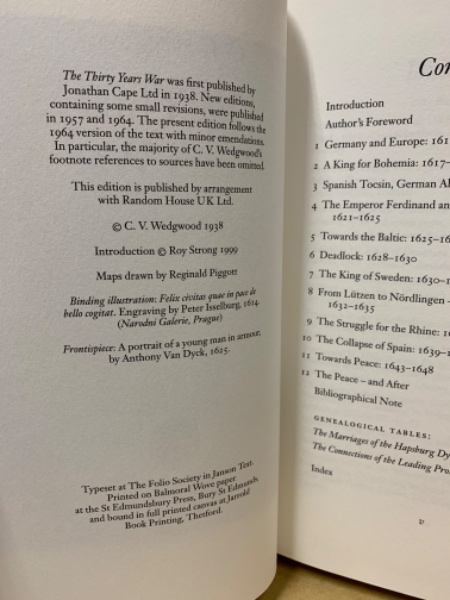 The Thirty Years War was first published by
Jonathan Cape Ltd in 1938. New editions,
containing some small revisions, were published
in 1957 and 1964. The present edition follows the
1964 version of the text with minor emendations.
In particular, the majority of C. V. Wedgwood's
footnote references to sources have been omitted.
This edition is published by arrangement
with Random House UK Ltd.
© C. V. Wedgwood 1938
Introduction © Roy Strong 1999
Maps drawn by Reginald Piggott
Binding illustration: Felix civitas quae in pace de
bello cogitat. Engraving by Peter Isselburg, 1614.
(Narodni Galerie, Prague)
Frontispiece: A portrait of a young man in armour,
by Anthony Van Dyck, 1625.
Typeset at The Folio Society in Janson Text.
Printed on Balmoral Wove paper
at the St Edmundsbury Press, Bury St Edmunds,
and bound in full printed canvas at Jarrold
Book Printing, Thetford.
Con
Introduction
Author's Foreword
1 Germany and Europe: 161
2 A King for Bohemia: 1617–
3 Spanish Tocsin, German Al
4 The Emperor Ferdinand an
1621–1625
5 Towards the Baltic: 1625–16
6 Deadlock: 1628–1630
7 The King of Sweden: 1630–1
8 From Lützen to Nördlingen –
1632–1635
9 The Struggle for the Rhine: 1
10 The Collapse of Spain: 1639–1
11 Towards Peace: 1643–1648
12 The Peace – and After
Bibliographical Note
GENEALOGICAL TABLES:
The Marriages of the Hapsburg Dy
The Connections of the Leading Pro
Index
v